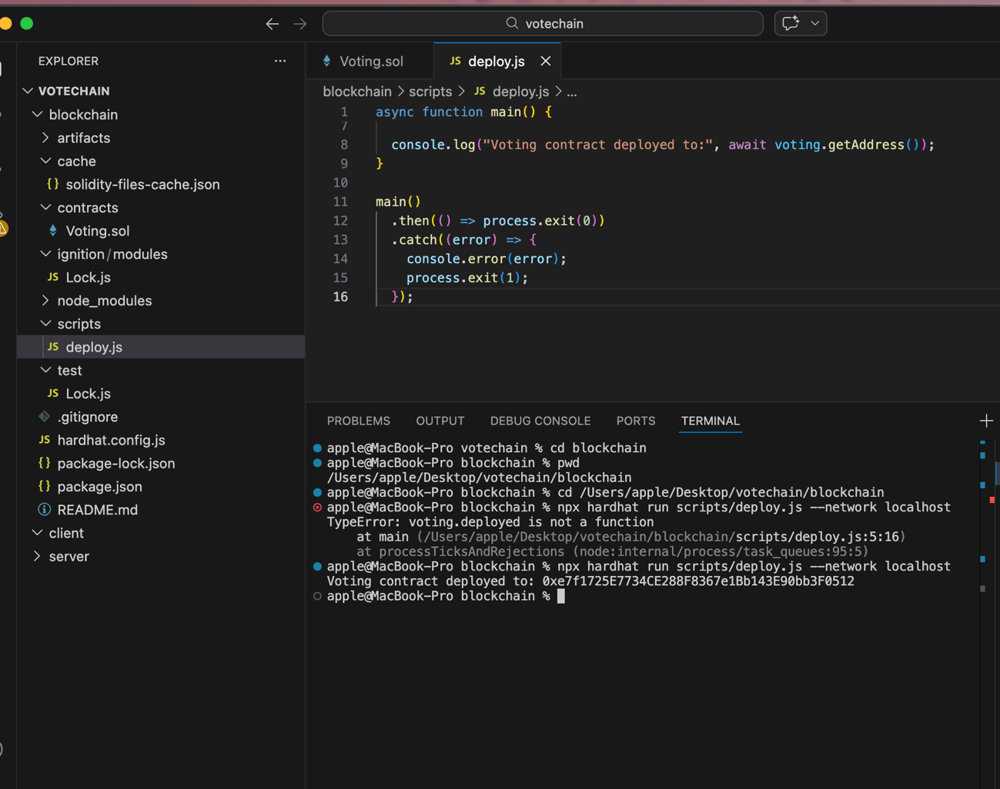 votechain
EXPLORER
...
VOTECHAIN
blockchain
artifacts
cache
{} solidity-files-cache.json
contracts
Voting.sol
ignition/modules
JS Lock.js
node_modules
scripts
JS deploy.js
test
JS Lock.js
.gitignore
JS hardhat.config.js
{} package-lock.json
{} package.json
README.md
client
server
Voting.sol
JS deploy.js
blockchain > scripts > JS deploy.js > ...
1 async function main() {
7
8 console.log("Voting contract deployed to:", await voting.getAddress());
9 }
10
11 main()
12 .then(() => process.exit(0))
13 .catch((error) => {
14 console.error(error);
15 process.exit(1);
16 });
PROBLEMS OUTPUT DEBUG CONSOLE PORTS TERMINAL
apple@MacBook-Pro votechain % cd blockchain
apple@MacBook-Pro blockchain % pwd
/Users/apple/Desktop/votechain/blockchain
apple@MacBook-Pro blockchain % cd /Users/apple/Desktop/votechain/blockchain
apple@MacBook-Pro blockchain % npx hardhat run scripts/deploy.js --network localhost
TypeError: voting.deployed is not a function
at main (/Users/apple/Desktop/votechain/blockchain/scripts/deploy.js:5:16)
at processTicksAndRejections (node:internal/process/task_queues:95:5)
apple@MacBook-Pro blockchain % npx hardhat run scripts/deploy.js --network localhost
Voting contract deployed to: 0xe7f1725E7734CE288F8367e1Bb143E90bb3F0512
apple@MacBook-Pro blockchain %